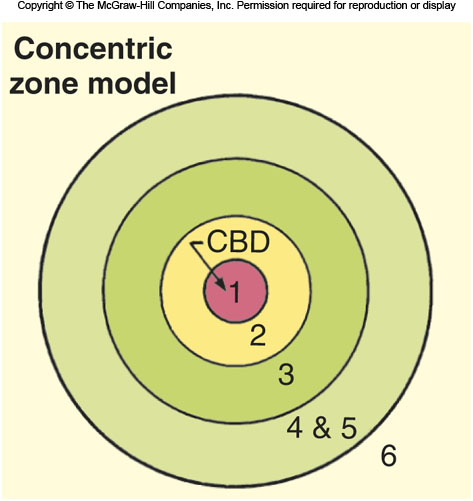 Copyright © The McGraw-Hill Companies, Inc. Permission required for reproduction or display
Concentric
zone model
CBD
1
2
3
4 & 5
6